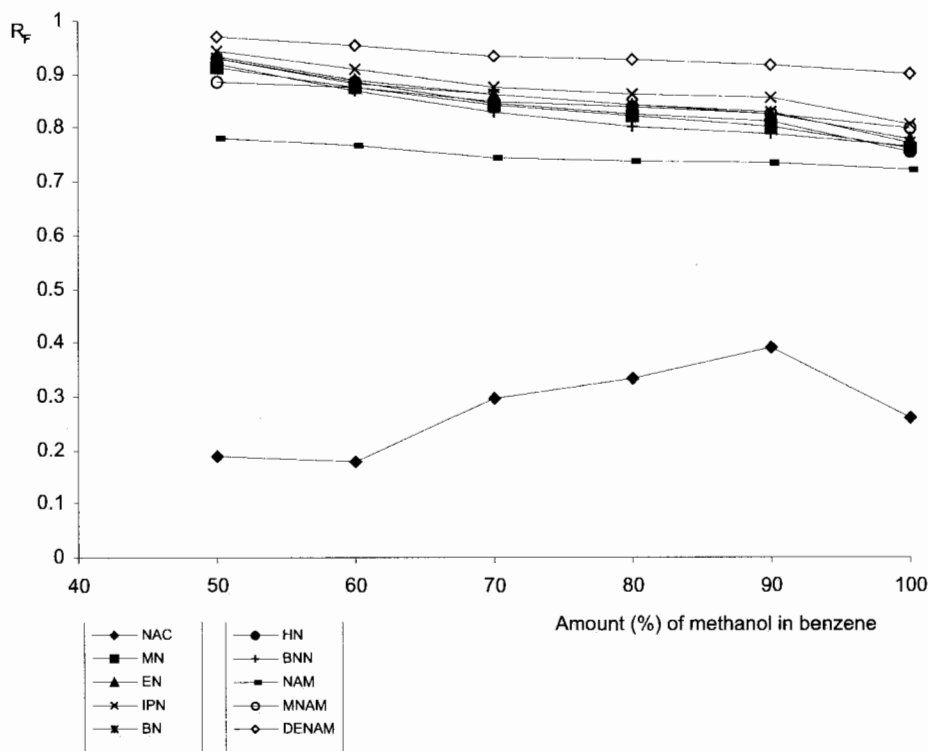 R_F
1
0.9
0.8
0.7
0.6
0.5
0.4
0.3
0.2
0.1
0
40 50 60 70 80 90 100
Amount (%) of methanol in benzene
NAC
MN
EN
IPN
BN
HN
BNN
NAM
MNAM
DENAM